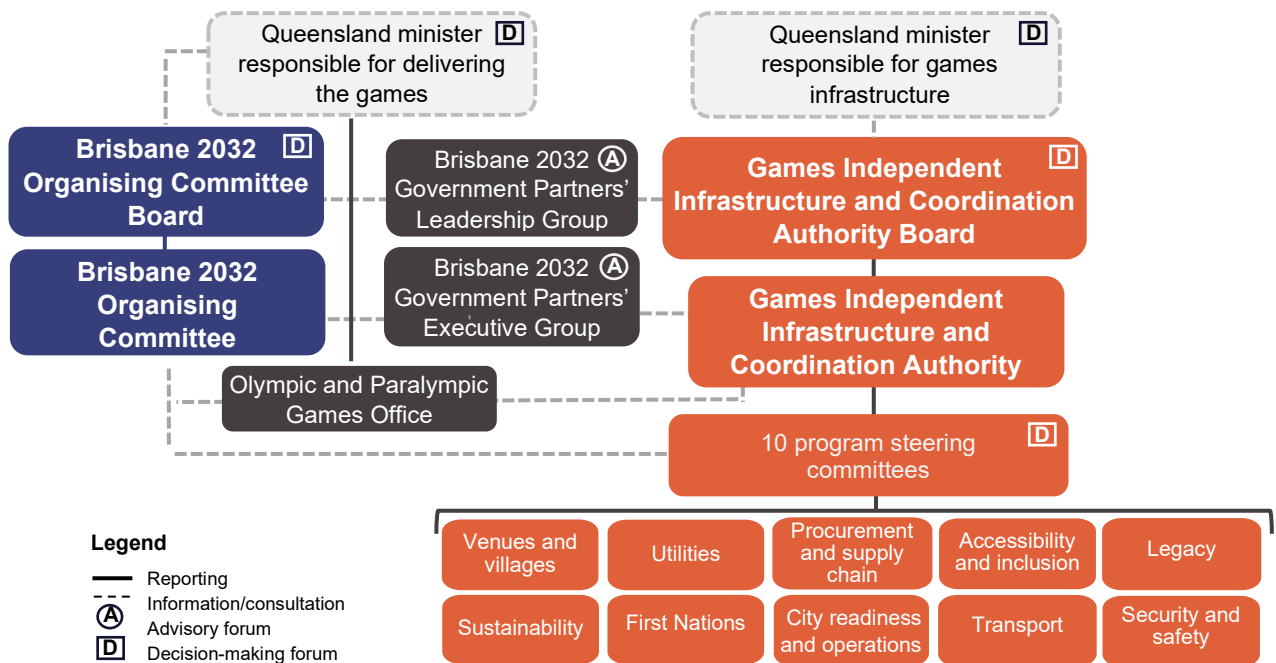 Queensland minister D
responsible for delivering
the games
Queensland minister D
responsible for games
infrastructure
Brisbane 2032 D
Organising Committee
Board
Brisbane 2032 A
Government Partners’
Leadership Group
Games Independent D
Infrastructure and Coordination
Authority Board
Brisbane 2032
Organising
Committee
Brisbane 2032 A
Government Partners’
Executive Group
Games Independent
Infrastructure and
Coordination Authority
Olympic and Paralympic
Games Office
10 program steering D
committees
Venues and
villages
Utilities
Procurement
and supply
chain
Accessibility
and inclusion
Legacy
Sustainability
First Nations
City readiness
and operations
Transport
Security and
safety
Legend
Reporting
Information/consultation
A Advisory forum
D Decision-making forum